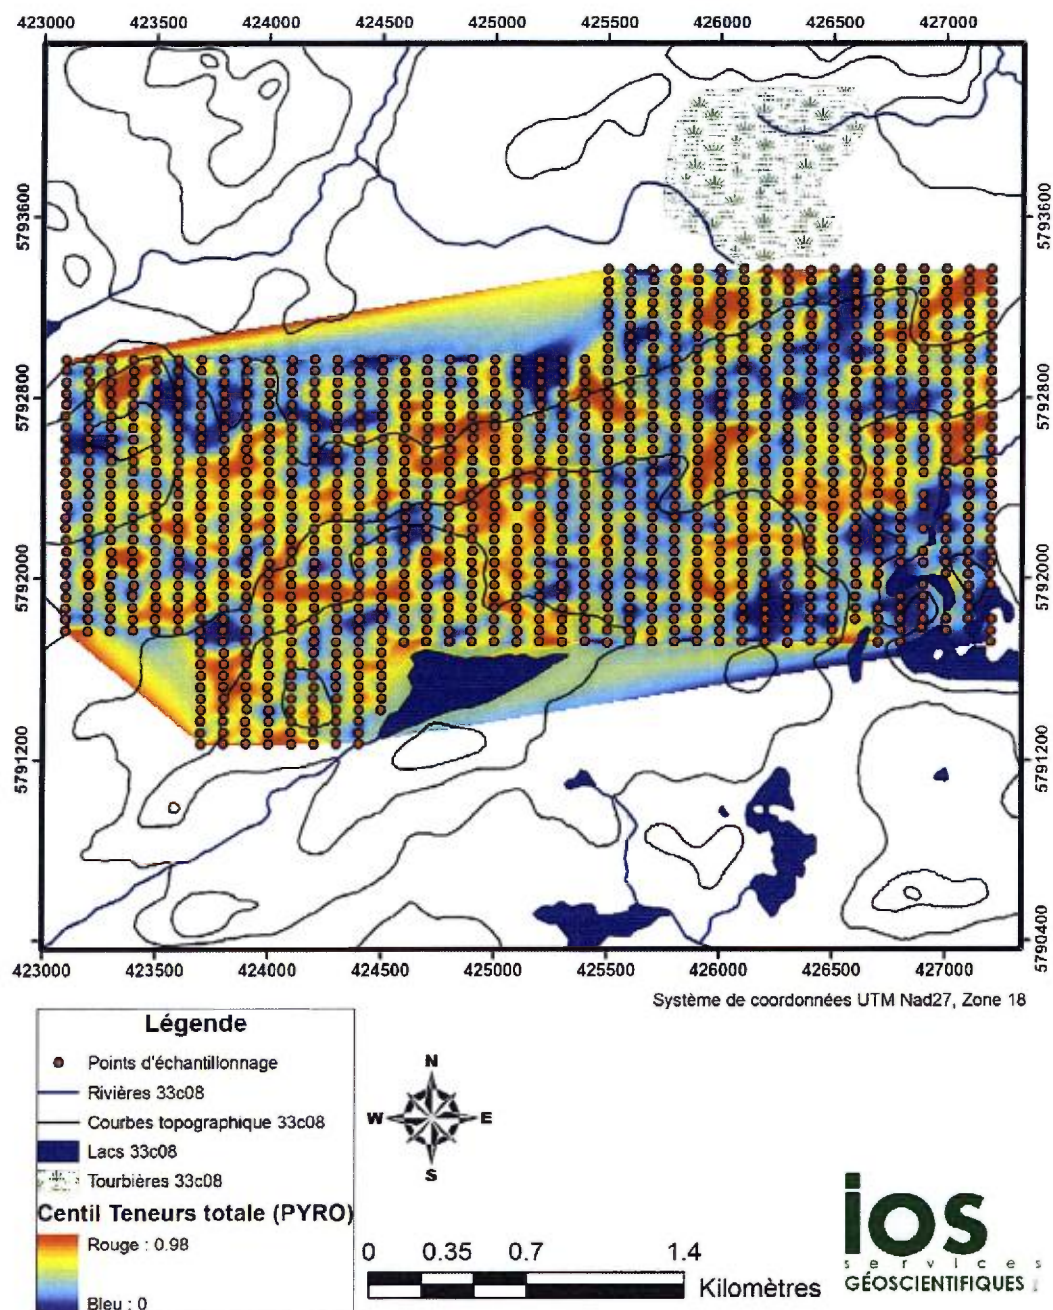 423000 423500 424000 424500 425000 425500 426000 426500 427000
5793600 5793600
5792800 5792800
5792000 5792000
5791200 5791200
5790400
423000 423500 424000 424500 425000 425500 426000 426500 427000
Système de coordonnées UTM Nad27, Zone 18
Légende
Points d'échantillonnage
Rivières 33c08
Courbes topographique 33c08
Lacs 33c08
Tourbières 33c08
Centil Teneurs totale (PYRO)
Rouge : 0.98
Bleu : 0
N
W E
S
0 0.35 0.7 1.4
Kilomètres
ios
services
GÉOSCIENTIFIQUES